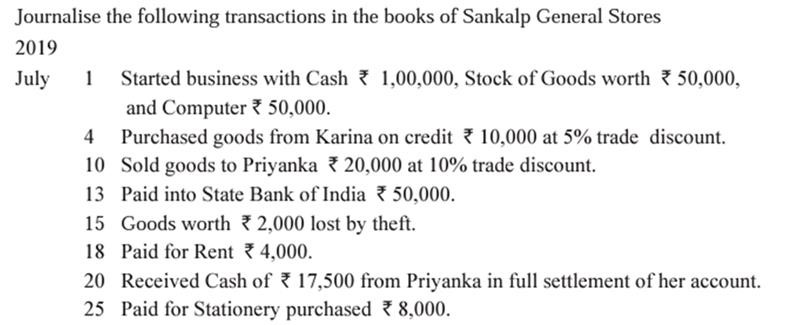 Journalise the following transactions in the books of Sankalp General Stores
2019
July 1 Started business with Cash ₹ 1,00,000, Stock of Goods worth ₹ 50,000,
and Computer ₹ 50,000.
4 Purchased goods from Karina on credit ₹ 10,000 at 5% trade discount.
10 Sold goods to Priyanka ₹ 20,000 at 10% trade discount.
13 Paid into State Bank of India ₹ 50,000.
15 Goods worth ₹ 2,000 lost by theft.
18 Paid for Rent ₹ 4,000.
20 Received Cash of ₹ 17,500 from Priyanka in full settlement of her account.
25 Paid for Stationery purchased ₹ 8,000.